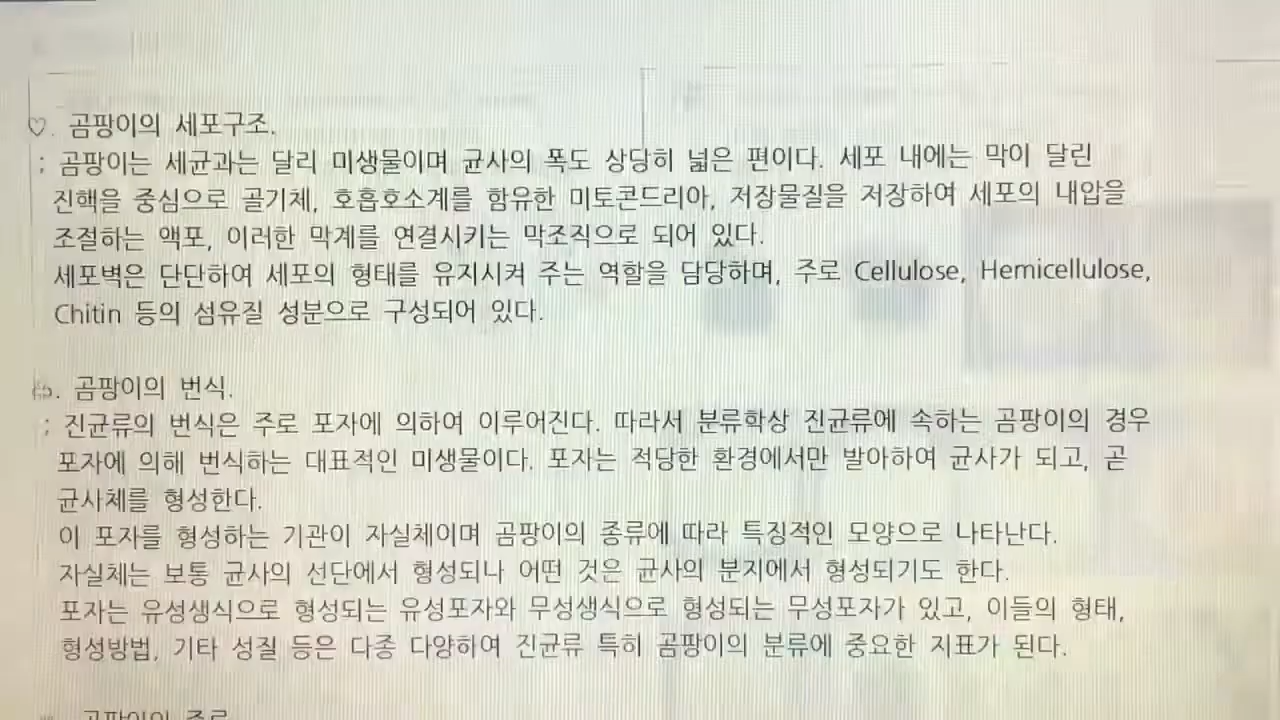 ♡. 곰팡이의 세포구조.
; 곰팡이는 세균과는 달리 미생물이며 균사의 폭도 상당히 넓은 편이다. 세포 내에는 막이 달린
진핵을 중심으로 골기체, 호흡효소계를 함유한 미토콘드리아, 저장물질을 저장하여 세포의 내압을
조절하는 액포, 이러한 막계를 연결시키는 막조직으로 되어 있다.
세포벽은 단단하여 세포의 형태를 유지시켜 주는 역할을 담당하며, 주로 Cellulose, Hemicellulose,
Chitin 등의 섬유질 성분으로 구성되어 있다.
. 곰팡이의 번식.
; 진균류의 번식은 주로 포자에 의하여 이루어진다. 따라서 분류학상 진균류에 속하는 곰팡이의 경우
포자에 의해 번식하는 대표적인 미생물이다. 포자는 적당한 환경에서만 발아하여 균사가 되고, 곧
균사체를 형성한다.
이 포자를 형성하는 기관이 자실체이며 곰팡이의 종류에 따라 특징적인 모양으로 나타난다.
자실체는 보통 균사의 선단에서 형성되나 어떤 것은 균사의 분지에서 형성되기도 한다.
포자는 유성생식으로 형성되는 유성포자와 무성생식으로 형성되는 무성포자가 있고, 이들의 형태,
형성방법, 기타 성질 등은 다종 다양하여 진균류 특히 곰팡이의 분류에 중요한 지표가 된다.
곰팡이의